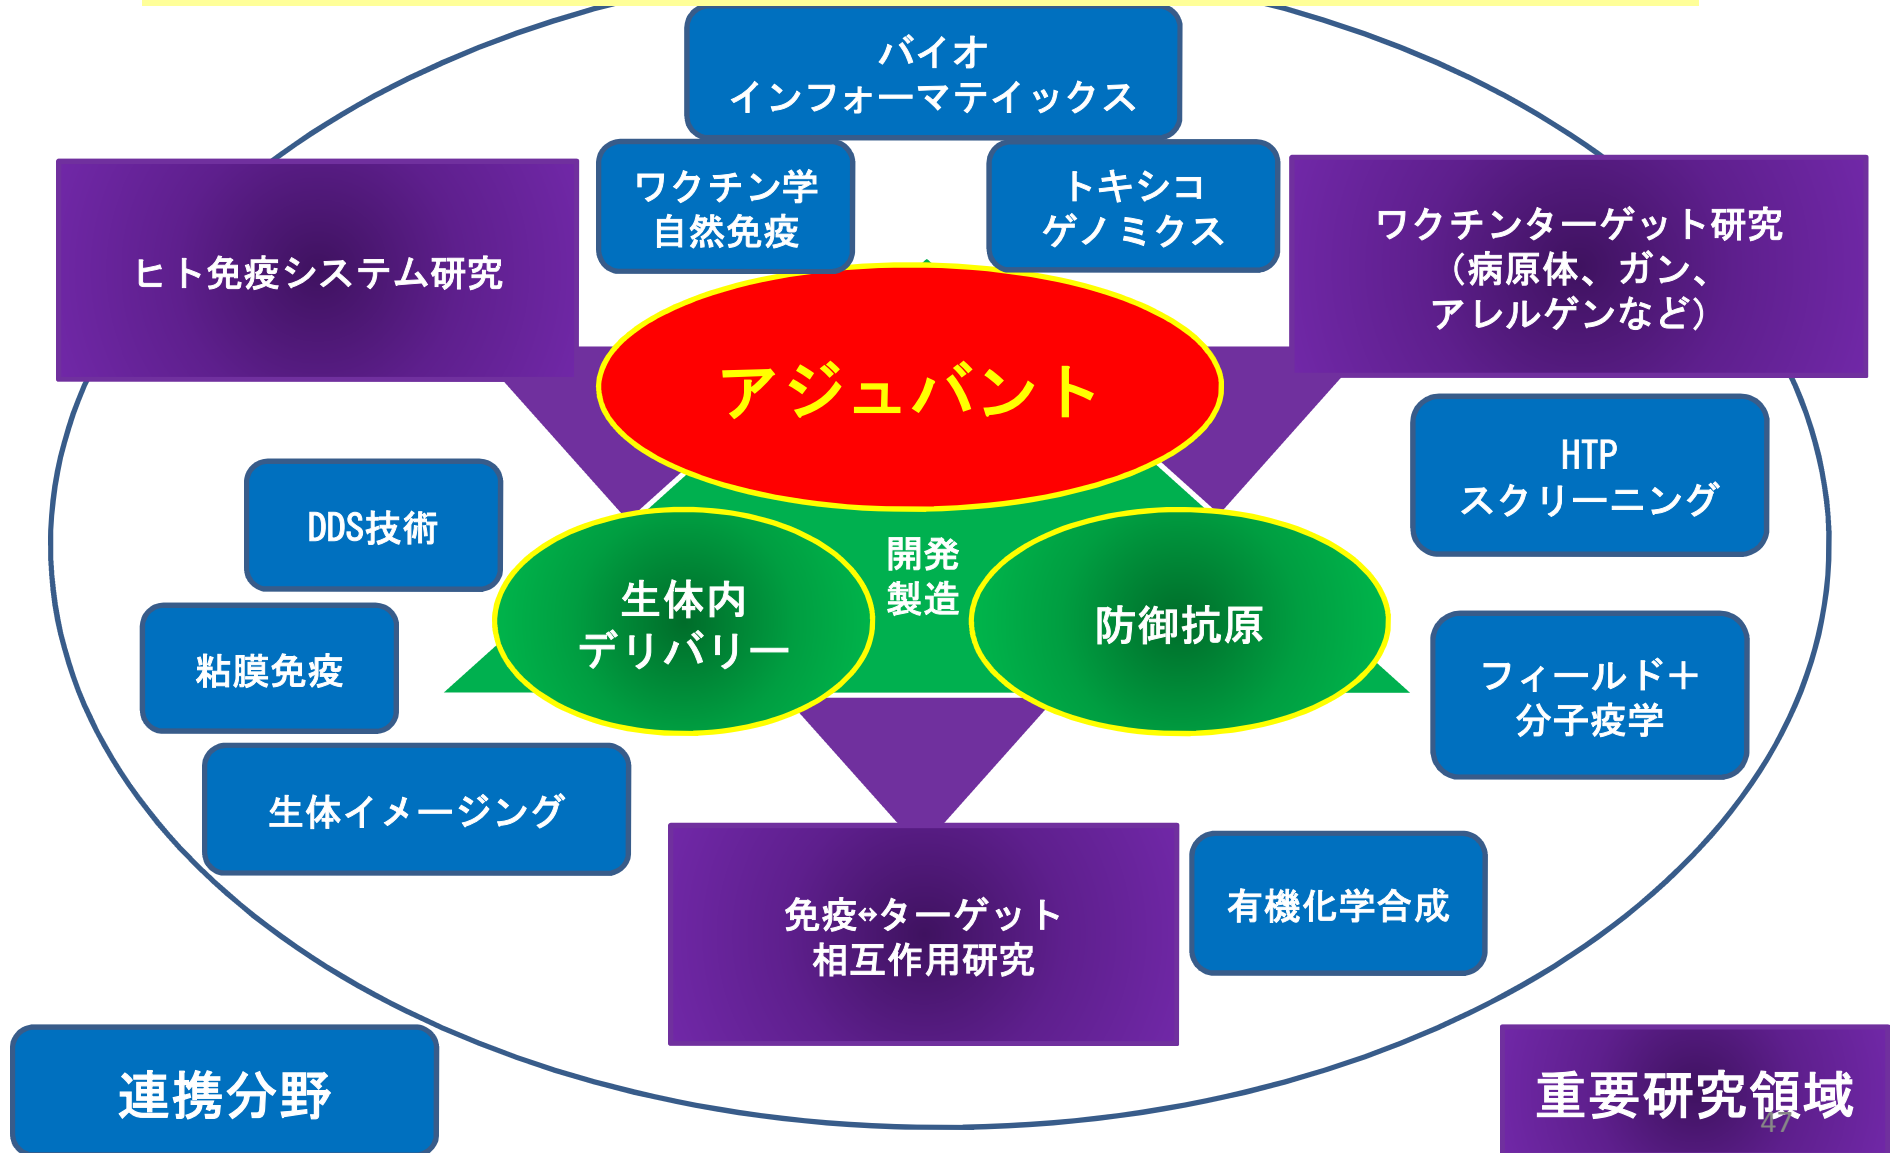 バイオ
インフォーマテイックス
ワクチン学
自然免疫
トキシコ
ゲノミクス
ヒト免疫システム研究
ワクチンターゲット研究
（病原体、ガン、
アレルゲンなど）
アジュバント
HTP
スクリーニング
DDS技術
開発
製造
生体内
デリバリー
防御抗原
粘膜免疫
フィールド＋
分子疫学
生体イメージング
免疫⇔ターゲット
相互作用研究
有機化学合成
連携分野
重要研究領域
47